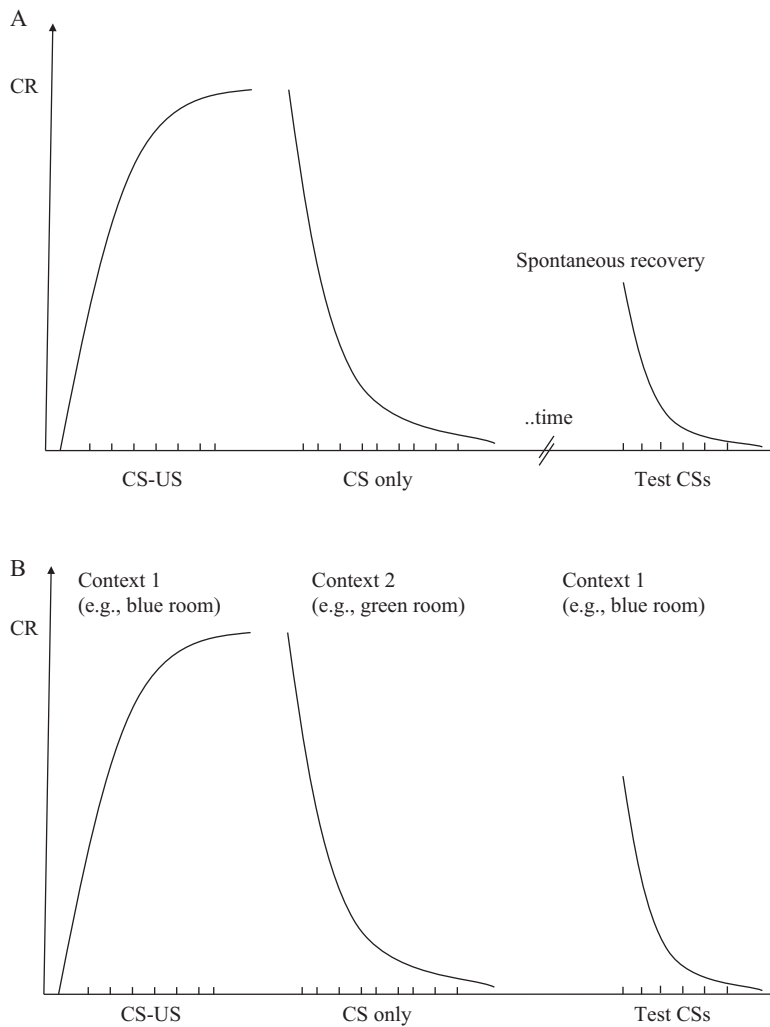 A
CR
Spontaneous recovery
..time
CS-US
CS only
Test CSs
B
Context 1
(e.g., blue room)
Context 2
(e.g., green room)
Context 1
(e.g., blue room)
CR
CS-US
CS only
Test CSs